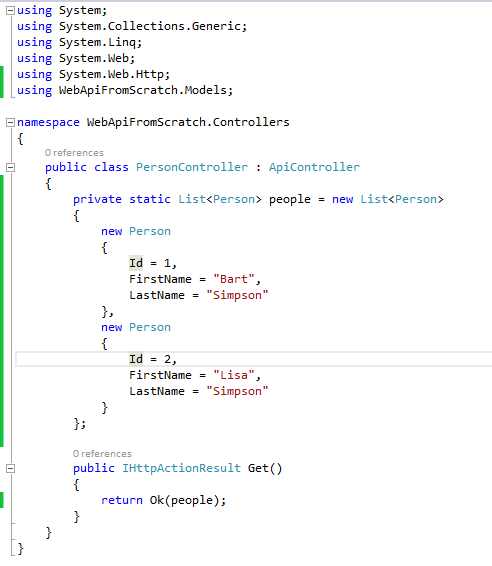 using System;
using System.Collections.Generic;
using System.Linq;
using System.Web;
using System.Web.Http;
using WebApiFromScratch.Models;

namespace WebApiFromScratch.Controllers
{
    0 references
    public class PersonController : ApiController
    {
        private static List<Person> people = new List<Person>
        {
            new Person
            {
                Id = 1,
                FirstName = "Bart",
                LastName = "Simpson"
            },
            new Person
            {
                Id = 2,
                FirstName = "Lisa",
                LastName = "Simpson"
            }
        };

        0 references
        public IHttpActionResult Get()
        {
            return Ok(people);
        }
    }
}